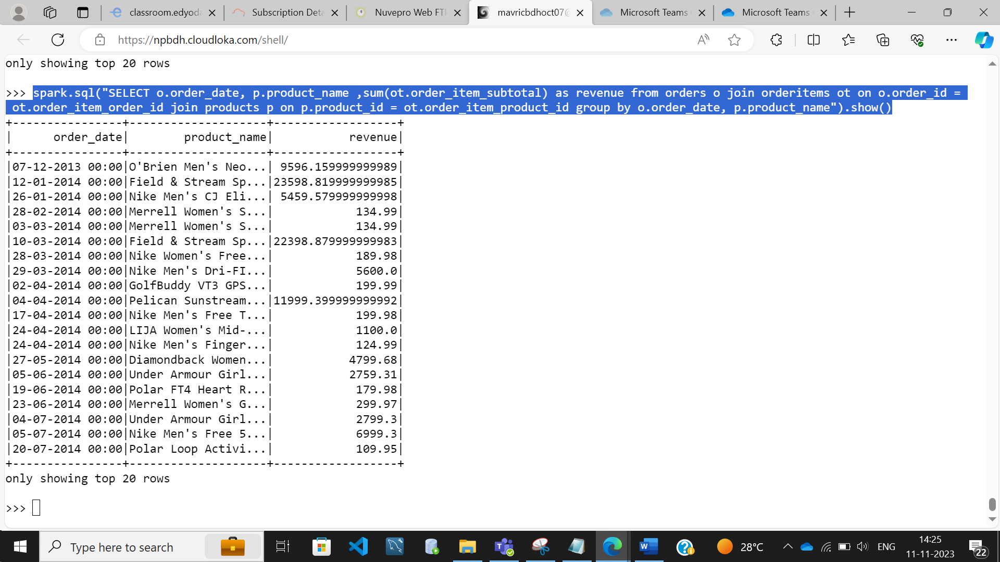 classroom.edyoda
Subscription Deta
Nuvepro Web FTP
mavricbdhoct07@
Microsoft Teams
Microsoft Teams
https://npbdh.cloudloka.com/shell/
only showing top 20 rows
>>> spark.sql("SELECT o.order_date, p.product_name ,sum(ot.order_item_subtotal) as revenue from orders o join orderitems ot on o.order_id =
ot.order_item_order_id join products p on p.product_id = ot.order_item_product_id group by o.order_date, p.product_name").show()
+----------------+--------------------+------------------+
|      order_date|        product_name|           revenue|
+----------------+--------------------+------------------+
|07-12-2013 00:00|O'Brien Men's Neo...| 9596.159999999989|
|12-01-2014 00:00|Field & Stream Sp...|23598.819999999985|
|26-01-2014 00:00|Nike Men's CJ Eli...| 5459.579999999998|
|28-02-2014 00:00|Merrell Women's S...|            134.99|
|03-03-2014 00:00|Merrell Women's S...|            134.99|
|10-03-2014 00:00|Field & Stream Sp...|22398.879999999983|
|28-03-2014 00:00|Nike Women's Free...|            189.98|
|29-03-2014 00:00|Nike Men's Dri-FI...|            5600.0|
|02-04-2014 00:00|GolfBuddy VT3 GPS...|            199.99|
|04-04-2014 00:00|Pelican Sunstream...|11999.399999999992|
|17-04-2014 00:00|Nike Men's Free T...|            199.98|
|24-04-2014 00:00|LIJA Women's Mid-...|            1100.0|
|24-04-2014 00:00|Nike Men's Finger...|            124.99|
|27-05-2014 00:00|Diamondback Women...|           4799.68|
|05-06-2014 00:00|Under Armour Girl...|           2759.31|
|19-06-2014 00:00|Polar FT4 Heart R...|            179.98|
|23-06-2014 00:00|Merrell Women's G...|            299.97|
|04-07-2014 00:00|Under Armour Girl...|            2799.3|
|05-07-2014 00:00|Nike Men's Free 5...|            6999.3|
|20-07-2014 00:00|Polar Loop Activi...|            109.95|
+----------------+--------------------+------------------+
only showing top 20 rows
>>>
Type here to search
28°C
ENG
14:25
11-11-2023
22